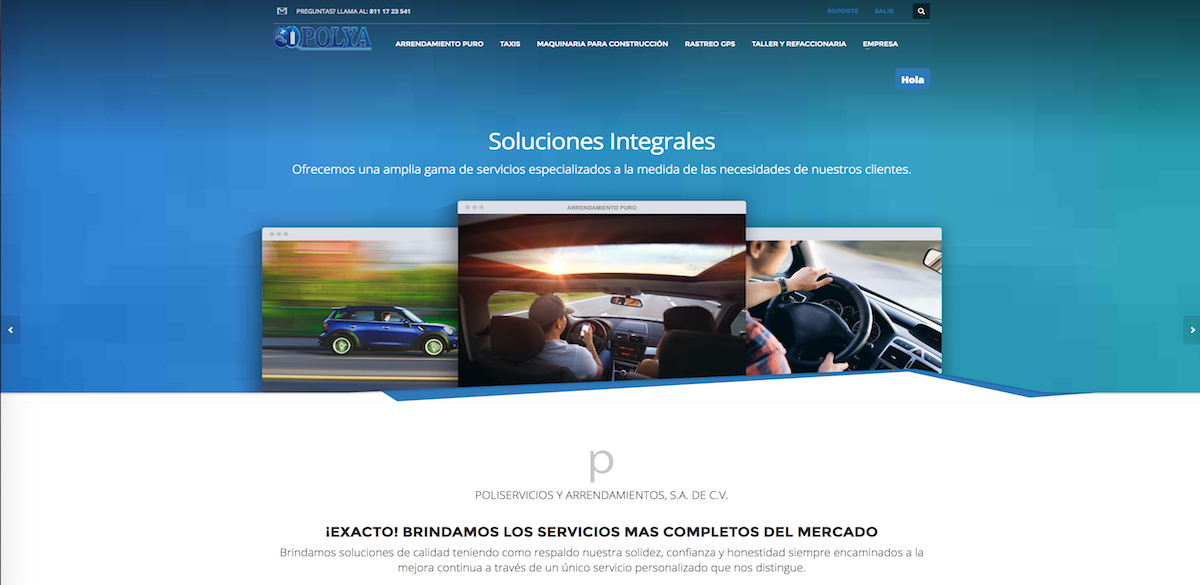 PREGUNTAS? LLAMA AL: 811 17 23 541
SOPORTE
SALIR
POLYA
ARRENDAMIENTO PURO
TAXIS
MAQUINARIA PARA CONSTRUCCIÓN
RASTREO GPS
TALLER Y REFACCIONARIA
EMPRESA
Hola
Soluciones Integrales
Ofrecemos una amplia gama de servicios especializados a la medida de las necesidades de nuestros clientes.
ARRENDAMIENTO PURO
p
POLISERVICIOS Y ARRENDAMIENTOS, S.A. DE C.V.
¡EXACTO! BRINDAMOS LOS SERVICIOS MAS COMPLETOS DEL MERCADO
Brindamos soluciones de calidad teniendo como respaldo nuestra solidez, confianza y honestidad siempre encaminados a la
mejora continua a través de un único servicio personalizado que nos distingue.